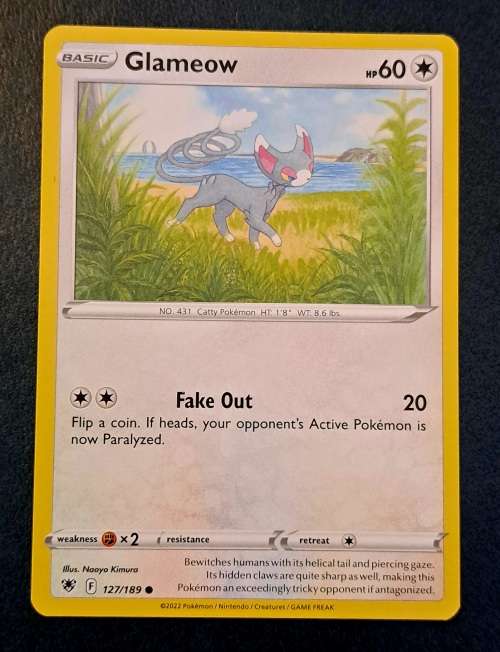 BASIC Glameow HP 60
NO. 431 Catty Pokémon HT: 1'8" WT: 8.6 lbs.
Fake Out 20
Flip a coin. If heads, your opponent's Active Pokémon is
now Paralyzed.
weakness ×2 resistance retreat
Illus. Naoyo Kimura
Bewitches humans with its helical tail and piercing gaze.
Its hidden claws are quite sharp as well, making this
Pokémon an exceedingly tricky opponent if antagonized.
F 127/189
©2022 Pokémon / Nintendo / Creatures / GAME FREAK